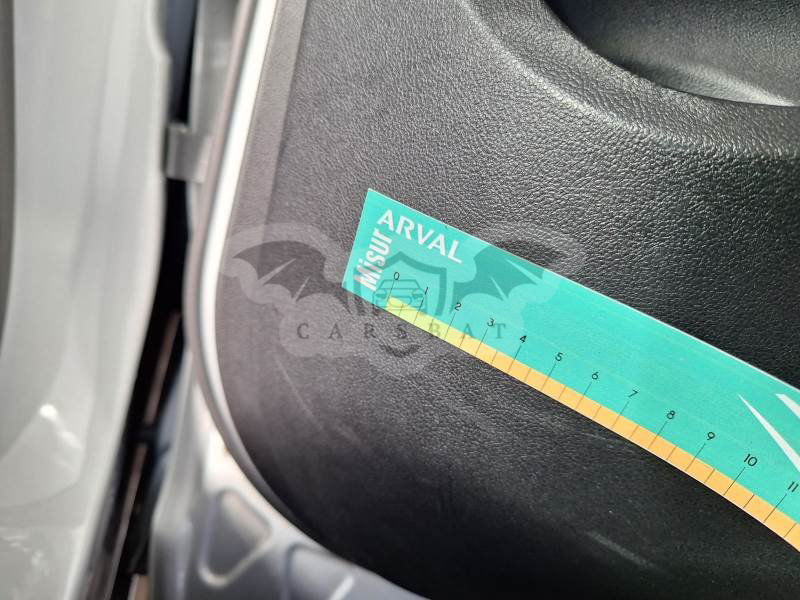 ARVAL
Misur
0 1 2 3 4 5 6 7 8 9 10 11
CARSBAT